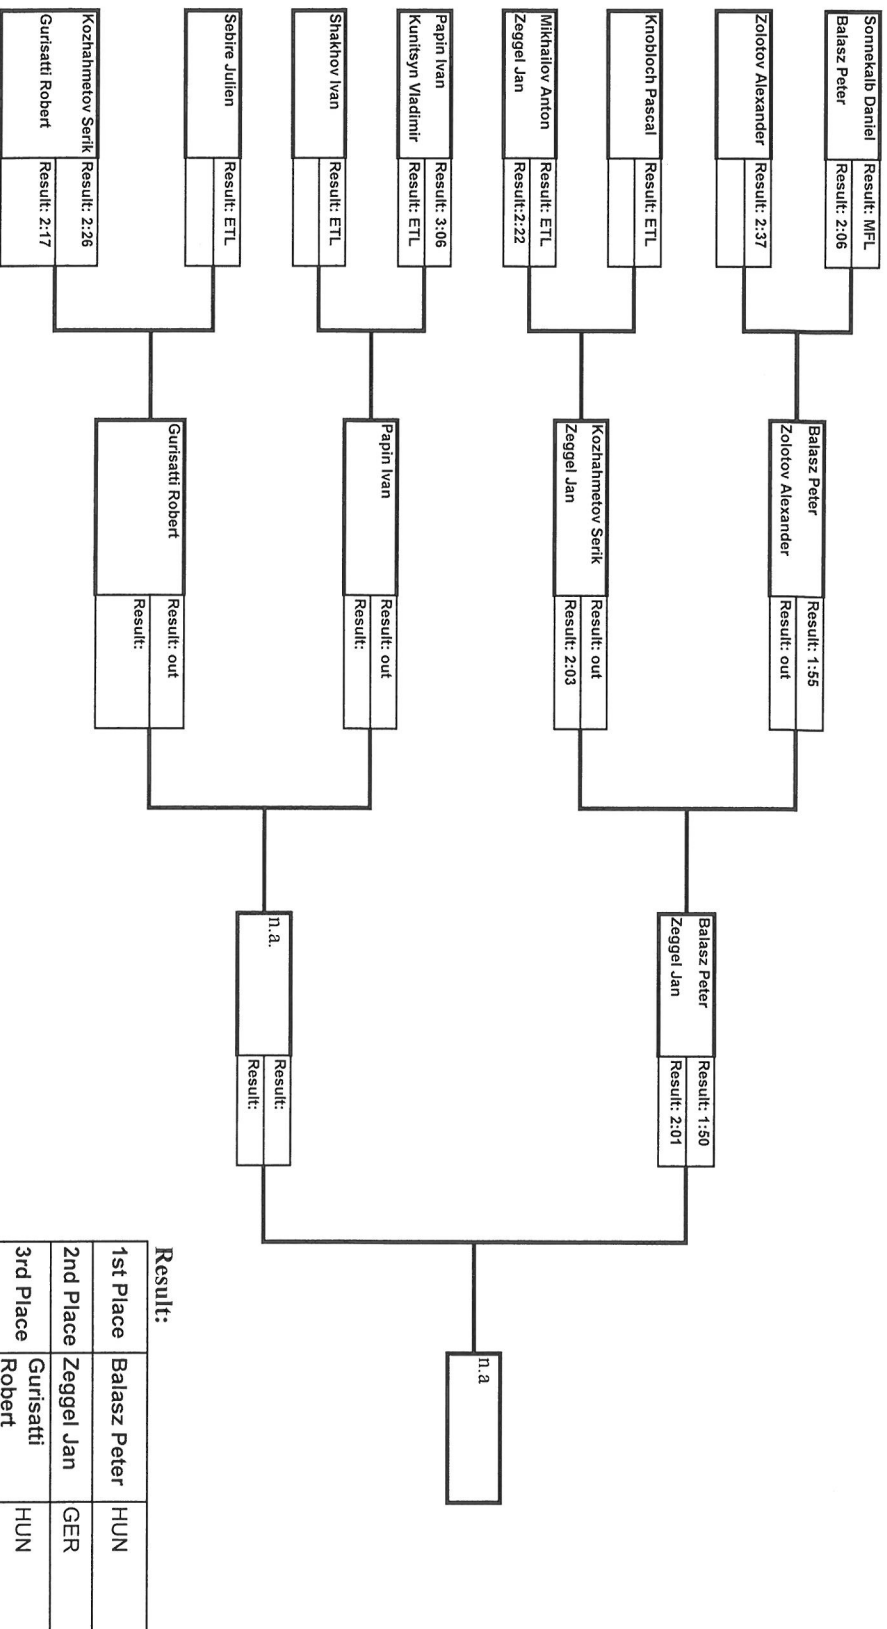 Sonnekalb Daniel Result: MFL
Balasz Peter Result: 2:06
Zolotov Alexander Result: 2:37
Knobloch Pascal Result: ETL
Mikhailov Anton Result: ETL
Zeggel Jan Result:2:22
Papin Ivan Result: 3:06
Kunitsyn Vladimir Result: ETL
Shakhov Ivan Result: ETL
Sebire Julien Result: ETL
Kozhahmetov Serik Result: 2:26
Gurisatti Robert Result: 2:17
Balasz Peter Result: 1:55
Zolotov Alexander Result: out
Kozhahmetov Serik Result: out
Zeggel Jan Result: 2:03
Papin Ivan Result: out
Result:
Gurisatti Robert Result: out
Result:
Balasz Peter Result: 1:50
Zeggel Jan Result: 2:01
n.a. Result:
Result:
n.a
Result:
1st Place Balasz Peter HUN
2nd Place Zeggel Jan GER
3rd Place Gurisatti HUN
Robert